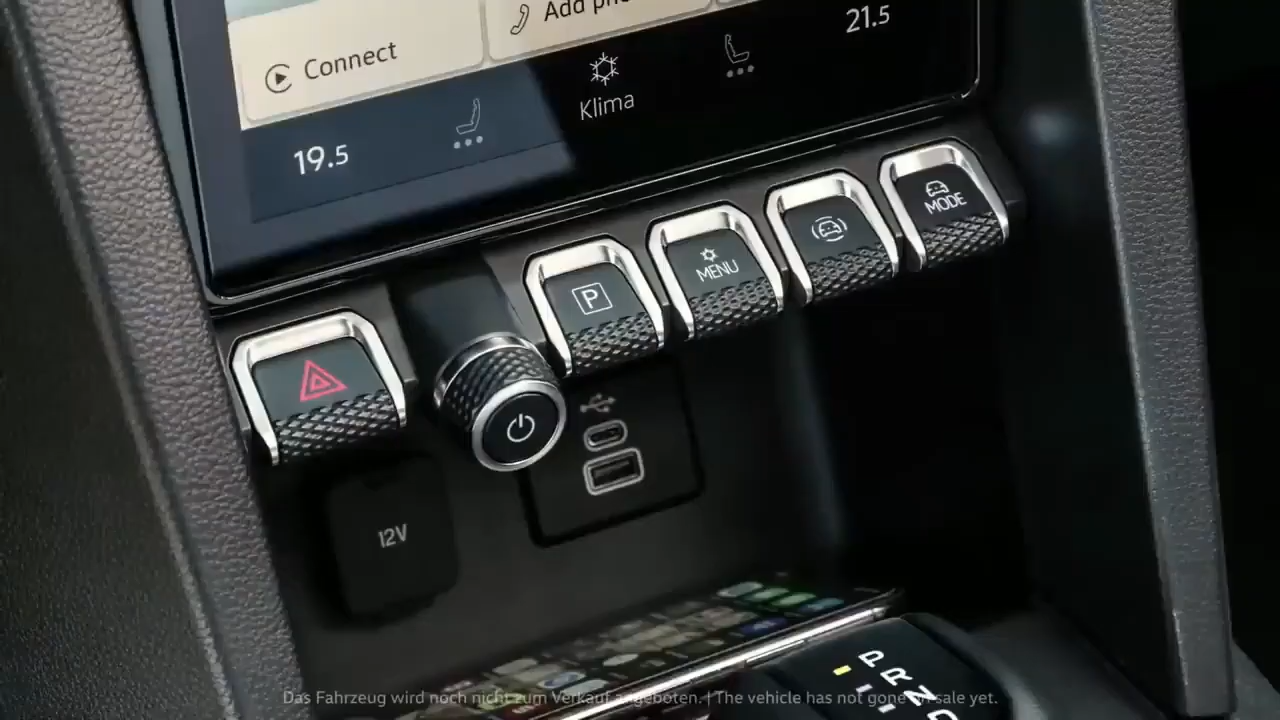 Connect
Add pho
21.5
Klima
19.5
MODE
MENU
P
12V
P
R
N
D
Das Fahrzeug wird noch nicht zum Verkauf angeboten. | The vehicle has not gone on sale yet.